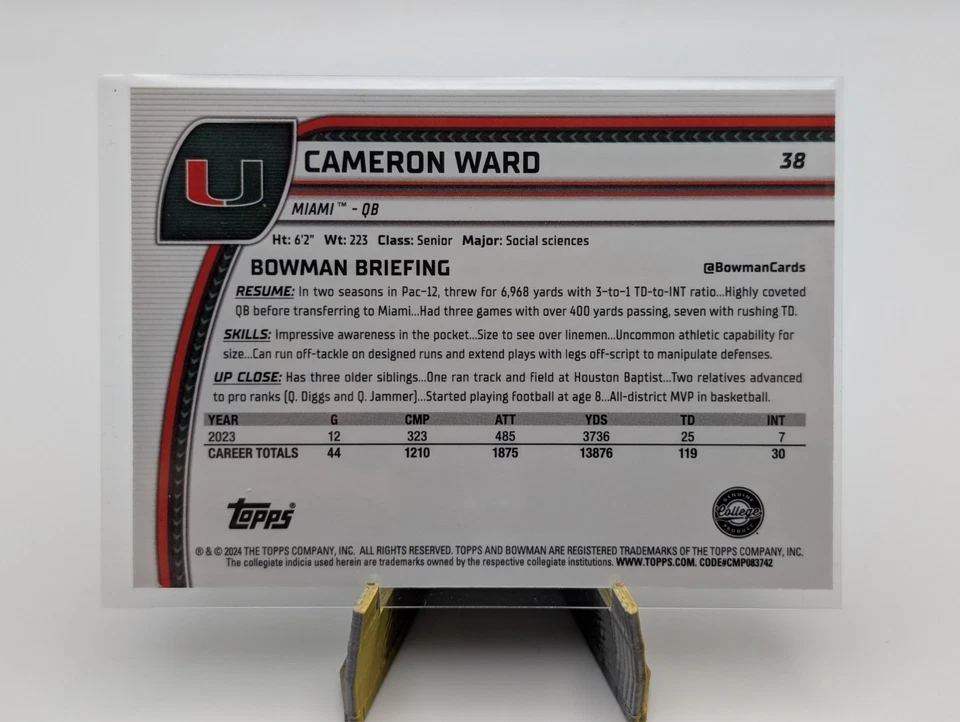 U
CAMERON WARD 38
MIAMI™ - QB
Ht: 6'2" Wt: 223 Class: Senior Major: Social sciences
BOWMAN BRIEFING @BowmanCards
RESUME: In two seasons in Pac-12, threw for 6,968 yards with 3-to-1 TD-to-INT ratio...Highly coveted
QB before transferring to Miami...Had three games with over 400 yards passing, seven with rushing TD.
SKILLS: Impressive awareness in the pocket...Size to see over linemen...Uncommon athletic capability for
size...Can run off-tackle on designed runs and extend plays with legs off-script to manipulate defenses.
UP CLOSE: Has three older siblings...One ran track and field at Houston Baptist...Two relatives advanced
to pro ranks (Q. Diggs and Q. Jammer)...Started playing football at age 8...All-district MVP in basketball.
YEAR G CMP ATT YDS TD INT
2023 12 323 485 3736 25 7
CAREER TOTALS 44 1210 1875 13876 119 30
Topps®
GENUINE
College
PRODUCT
® & © 2024 THE TOPPS COMPANY, INC. ALL RIGHTS RESERVED. TOPPS AND BOWMAN ARE REGISTERED TRADEMARKS OF THE TOPPS COMPANY, INC.
The collegiate indicia used herein are trademarks owned by the respective collegiate institutions. WWW.TOPPS.COM. CODE#CMP083742